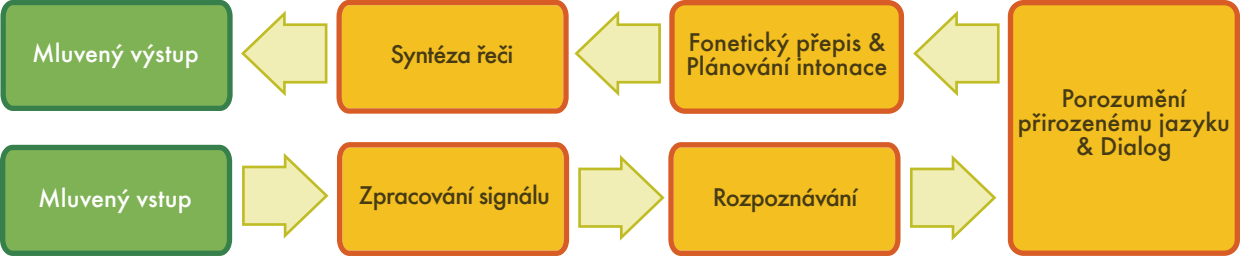 Mluvený výstup
Syntéza řeči
Fonetický přepis &
Plánování intonace
Porozumění
přirozenému jazyku
& Dialog
Mluvený vstup
Zpracování signálu
Rozpoznávání